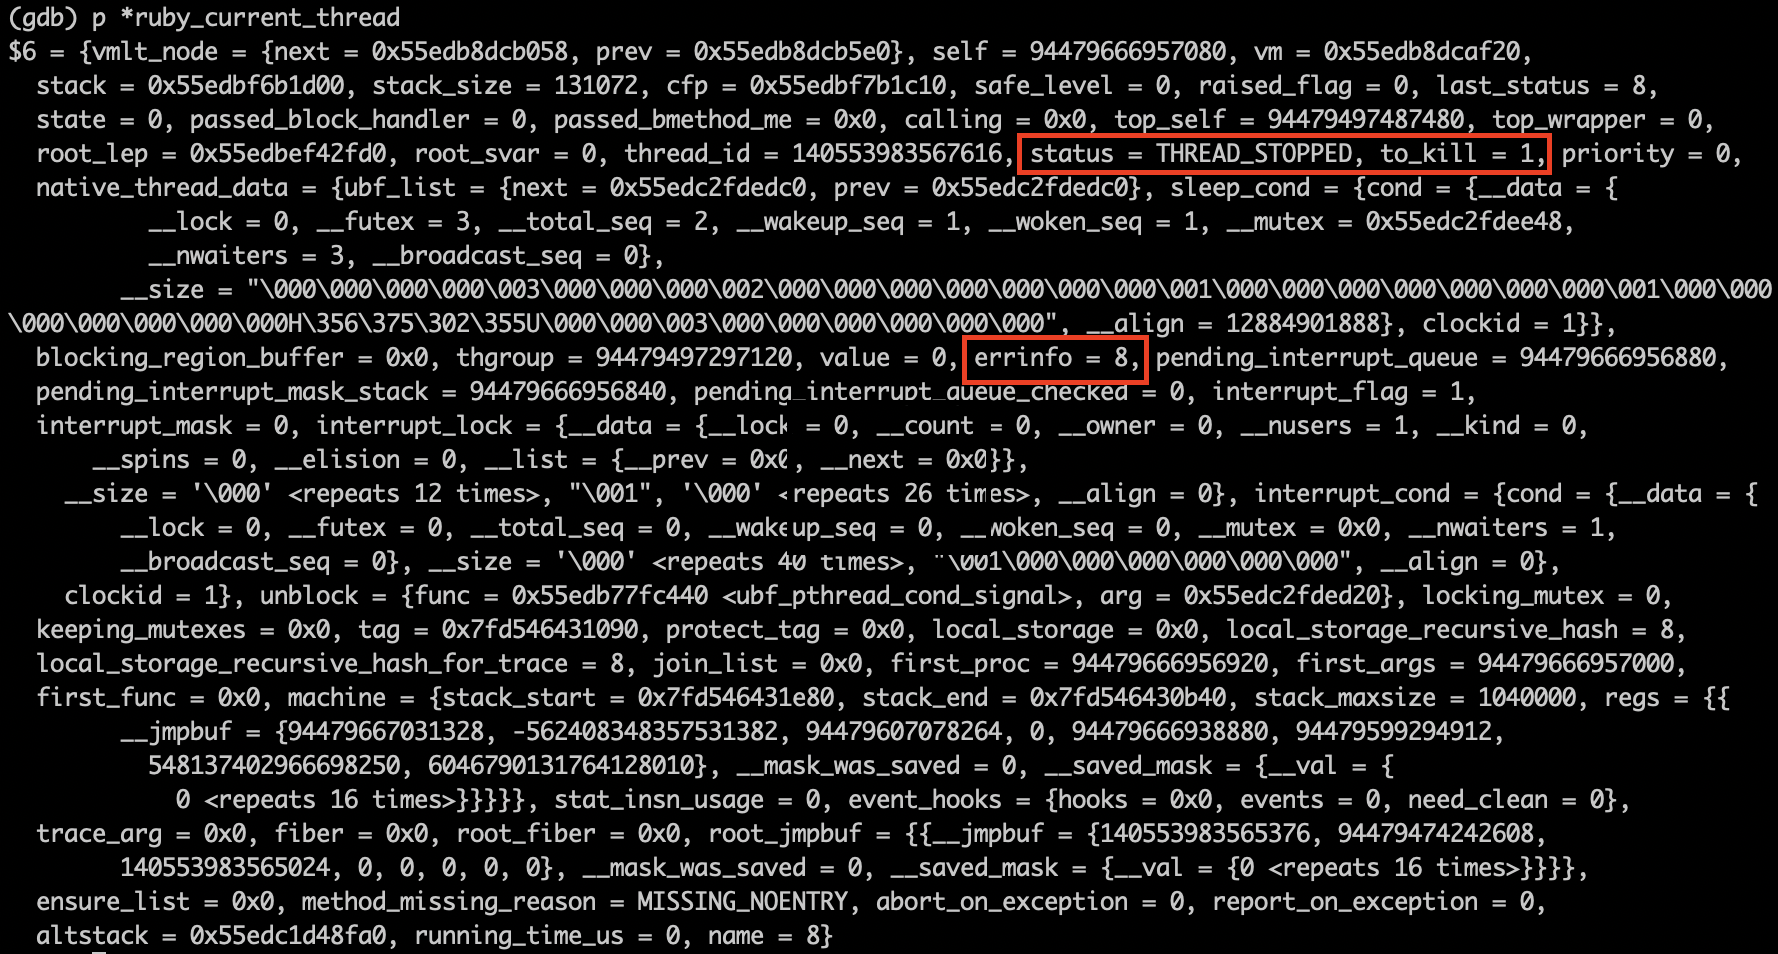 (gdb) p *ruby_current_thread
$6 = {vmlt_node = {next = 0x55edb8dcb058, prev = 0x55edb8dcb5e0}, self = 94479666957080, vm = 0x55edb8dcaf20,
stack = 0x55edbf6b1d00, stack_size = 131072, cfp = 0x55edbf7b1c10, safe_level = 0, raised_flag = 0, last_status = 8,
state = 0, passed_block_handler = 0, passed_bmethod_me = 0x0, calling = 0x0, top_self = 94479497487480, top_wrapper = 0,
root_lep = 0x55edbef42fd0, root_svar = 0, thread_id = 140553983567616, status = THREAD_STOPPED, to_kill = 1, priority = 0,
native_thread_data = {ubf_list = {next = 0x55edc2fdedc0, prev = 0x55edc2fdedc0}, sleep_cond = {cond = {__data = {
__lock = 0, __futex = 3, __total_seq = 2, __wakeup_seq = 1, __woken_seq = 1, __mutex = 0x55edc2fdee48,
__nwaiters = 3, __broadcast_seq = 0},
__size = "\000\000\000\000\003\000\000\000\002\000\000\000\000\000\000\000\001\000\000\000\000\000\000\000\001\000\000
\000\000\000\000\000H\356\375\302\355U\000\000\003\000\000\000\000\000\000", __align = 12884901888}, clockid = 1}},
blocking_region_buffer = 0x0, thgroup = 94479497297120, value = 0, errinfo = 8, pending_interrupt_queue = 94479666956880,
pending_interrupt_mask_stack = 94479666956840, pending_interrupt_queue_checked = 0, interrupt_flag = 1,
interrupt_mask = 0, interrupt_lock = {__data = {__lock = 0, __count = 0, __owner = 0, __nusers = 1, __kind = 0,
__spins = 0, __elision = 0, __list = {__prev = 0x0, __next = 0x0}},
__size = '\000' <repeats 12 times>, "\001", '\000' <repeats 26 times>, __align = 0}, interrupt_cond = {cond = {__data = {
__lock = 0, __futex = 0, __total_seq = 0, __wakeup_seq = 0, __woken_seq = 0, __mutex = 0x0, __nwaiters = 1,
__broadcast_seq = 0}, __size = '\000' <repeats 40 times>, "\001\000\000\000\000\000\000", __align = 0},
clockid = 1}, unblock = {func = 0x55edb77fc440 <ubf_pthread_cond_signal>, arg = 0x55edc2fded20}, locking_mutex = 0,
keeping_mutexes = 0x0, tag = 0x7fd546431090, protect_tag = 0x0, local_storage = 0x0, local_storage_recursive_hash = 8,
local_storage_recursive_hash_for_trace = 8, join_list = 0x0, first_proc = 94479666956920, first_args = 94479666957000,
first_func = 0x0, machine = {stack_start = 0x7fd546431e80, stack_end = 0x7fd546430b40, stack_maxsize = 1040000, regs = {{
__jmpbuf = {94479667031328, -562408348357531382, 94479607078264, 0, 94479666938880, 94479599294912,
548137402966698250, 6046790131764128010}, __mask_was_saved = 0, __saved_mask = {__val = {
0 <repeats 16 times>}}}}}, stat_insn_usage = 0, event_hooks = {hooks = 0x0, events = 0, need_clean = 0},
trace_arg = 0x0, fiber = 0x0, root_fiber = 0x0, root_jmpbuf = {{__jmpbuf = {140553983565376, 94479474242608,
140553983565024, 0, 0, 0, 0, 0}, __mask_was_saved = 0, __saved_mask = {__val = {0 <repeats 16 times>}}}},
ensure_list = 0x0, method_missing_reason = MISSING_NOENTRY, abort_on_exception = 0, report_on_exception = 0,
altstack = 0x55edc1d48fa0, running_time_us = 0, name = 8}